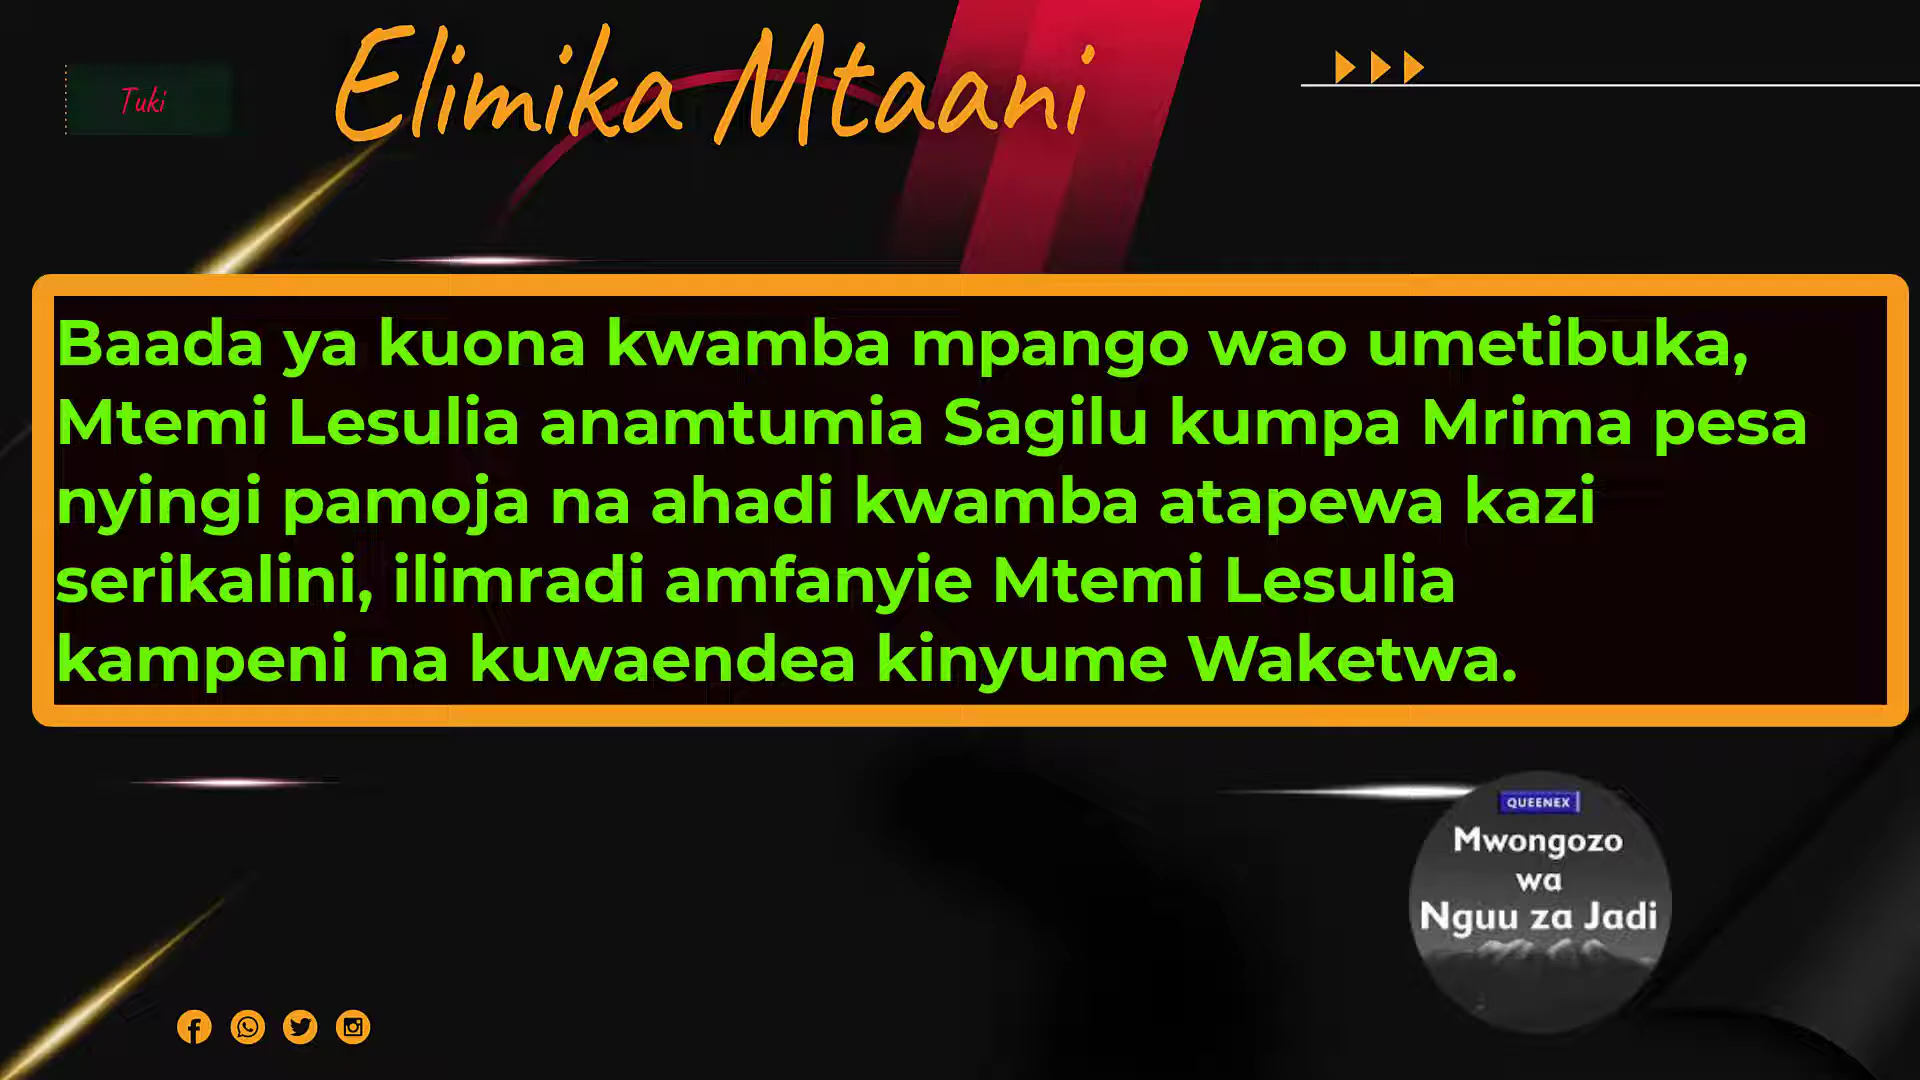 Tuki
Elimika Mtaani
Baada ya kuona kwamba mpango wao umetibuka,
Mtemi Lesulia anamtumia Sagilu kumpa Mrima pesa
nyingi pamoja na ahadi kwamba atapewa kazi
serikalini, ilimradi amfanyie Mtemi Lesulia
kampeni na kuwaendea kinyume Waketwa.
QUEENEX
Mwongozo
wa
Nguu za Jadi